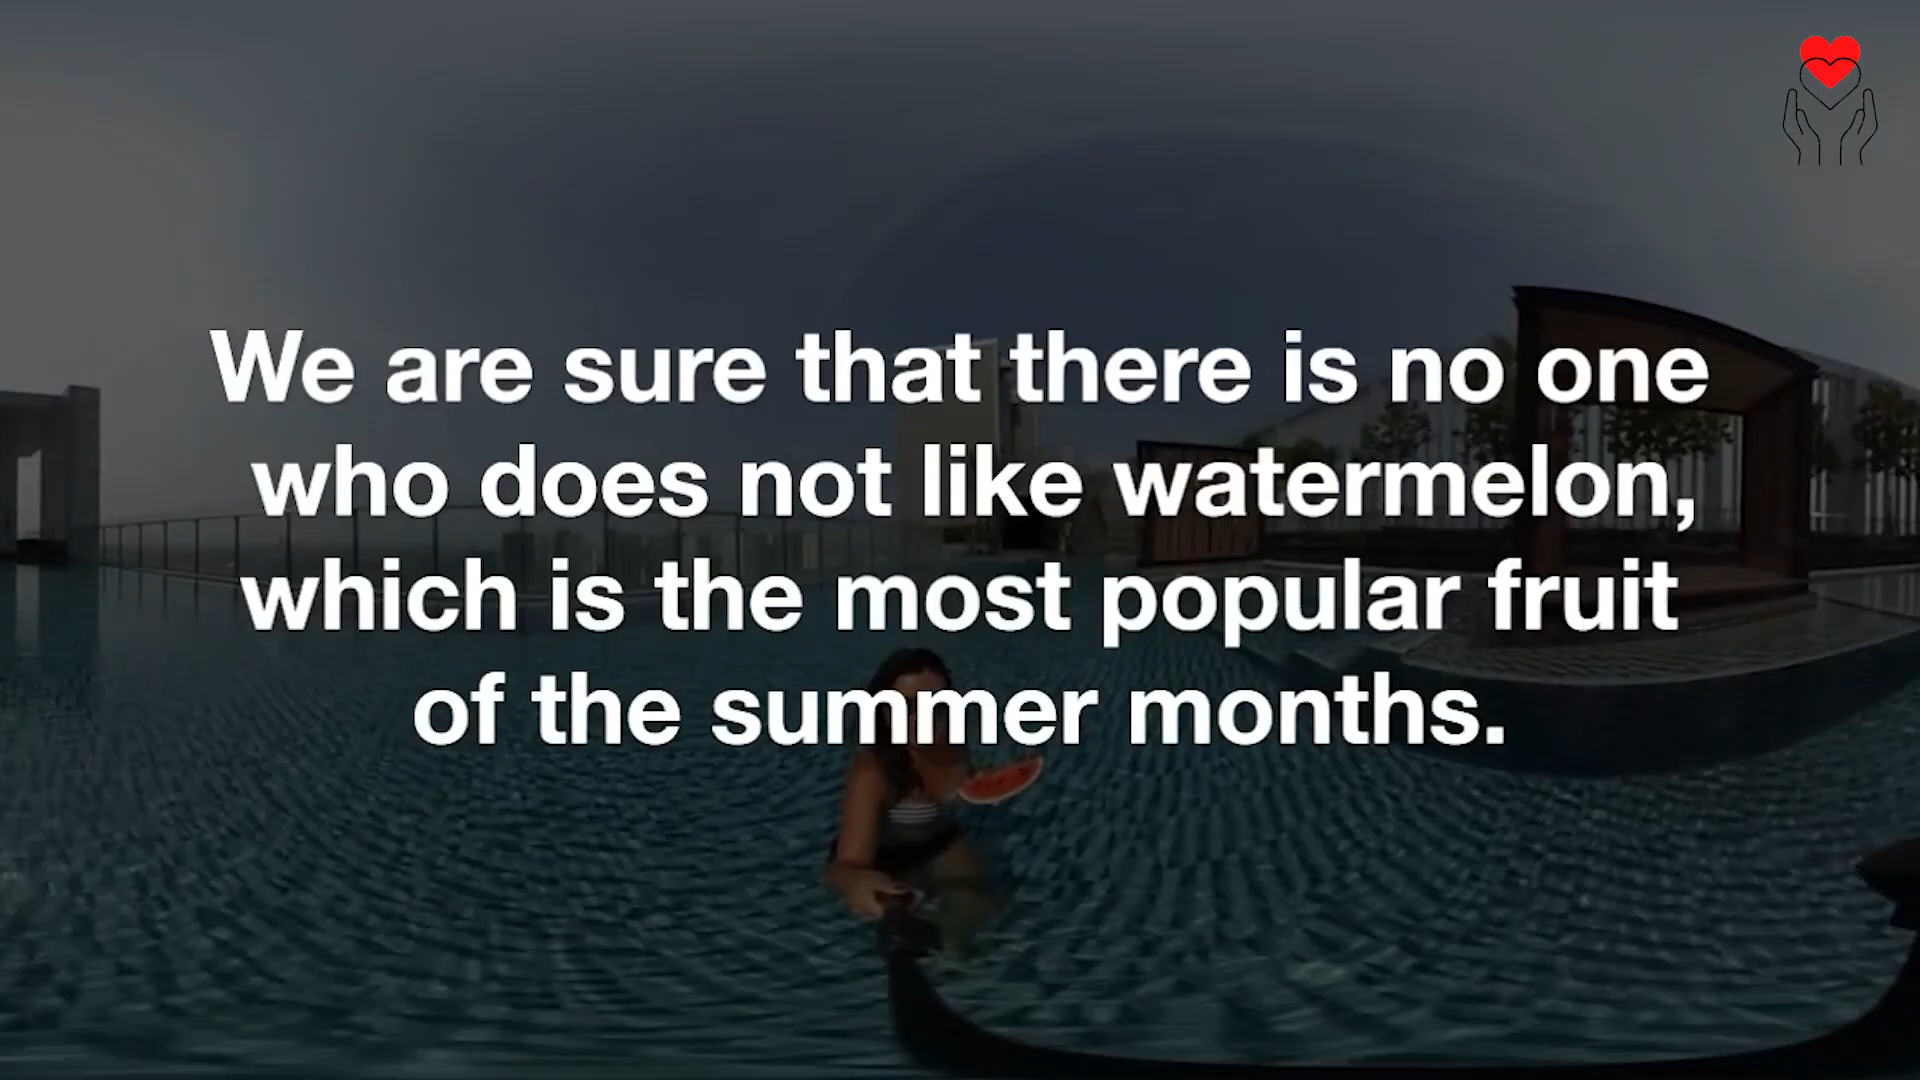 We are sure that there is no one
who does not like watermelon,
which is the most popular fruit
of the summer months.